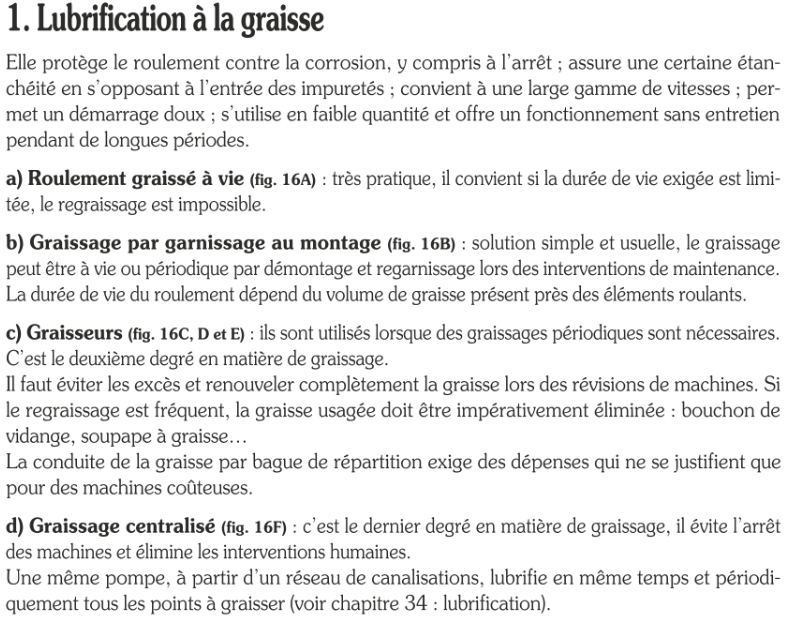 1. Lubrification à la graisse
Elle protège le roulement contre la corrosion, y compris à l'arrêt ; assure une certaine étan-
chéité en s'opposant à l'entrée des impuretés ; convient à une large gamme de vitesses ; per-
met un démarrage doux ; s'utilise en faible quantité et offre un fonctionnement sans entretien
pendant de longues périodes.
a) Roulement graissé à vie (fig. 16A) : très pratique, il convient si la durée de vie exigée est limi-
tée, le regraissage est impossible.
b) Graissage par garnissage au montage (fig. 16B) : solution simple et usuelle, le graissage
peut être à vie ou périodique par démontage et regarnissage lors des interventions de maintenance.
La durée de vie du roulement dépend du volume de graisse présent près des éléments roulants.
c) Graisseurs (fig. 16C, D et E) : ils sont utilisés lorsque des graissages périodiques sont nécessaires.
C'est le deuxième degré en matière de graissage.
Il faut éviter les excès et renouveler complètement la graisse lors des révisions de machines. Si
le regraissage est fréquent, la graisse usagée doit être impérativement éliminée : bouchon de
vidange, soupape à graisse...
La conduite de la graisse par bague de répartition exige des dépenses qui ne se justifient que
pour des machines coûteuses.
d) Graissage centralisé (fig. 16F) : c'est le dernier degré en matière de graissage, il évite l'arrêt
des machines et élimine les interventions humaines.
Une même pompe, à partir d'un réseau de canalisations, lubrifie en même temps et périodi-
quement tous les points à graisser (voir chapitre 34 : lubrification).